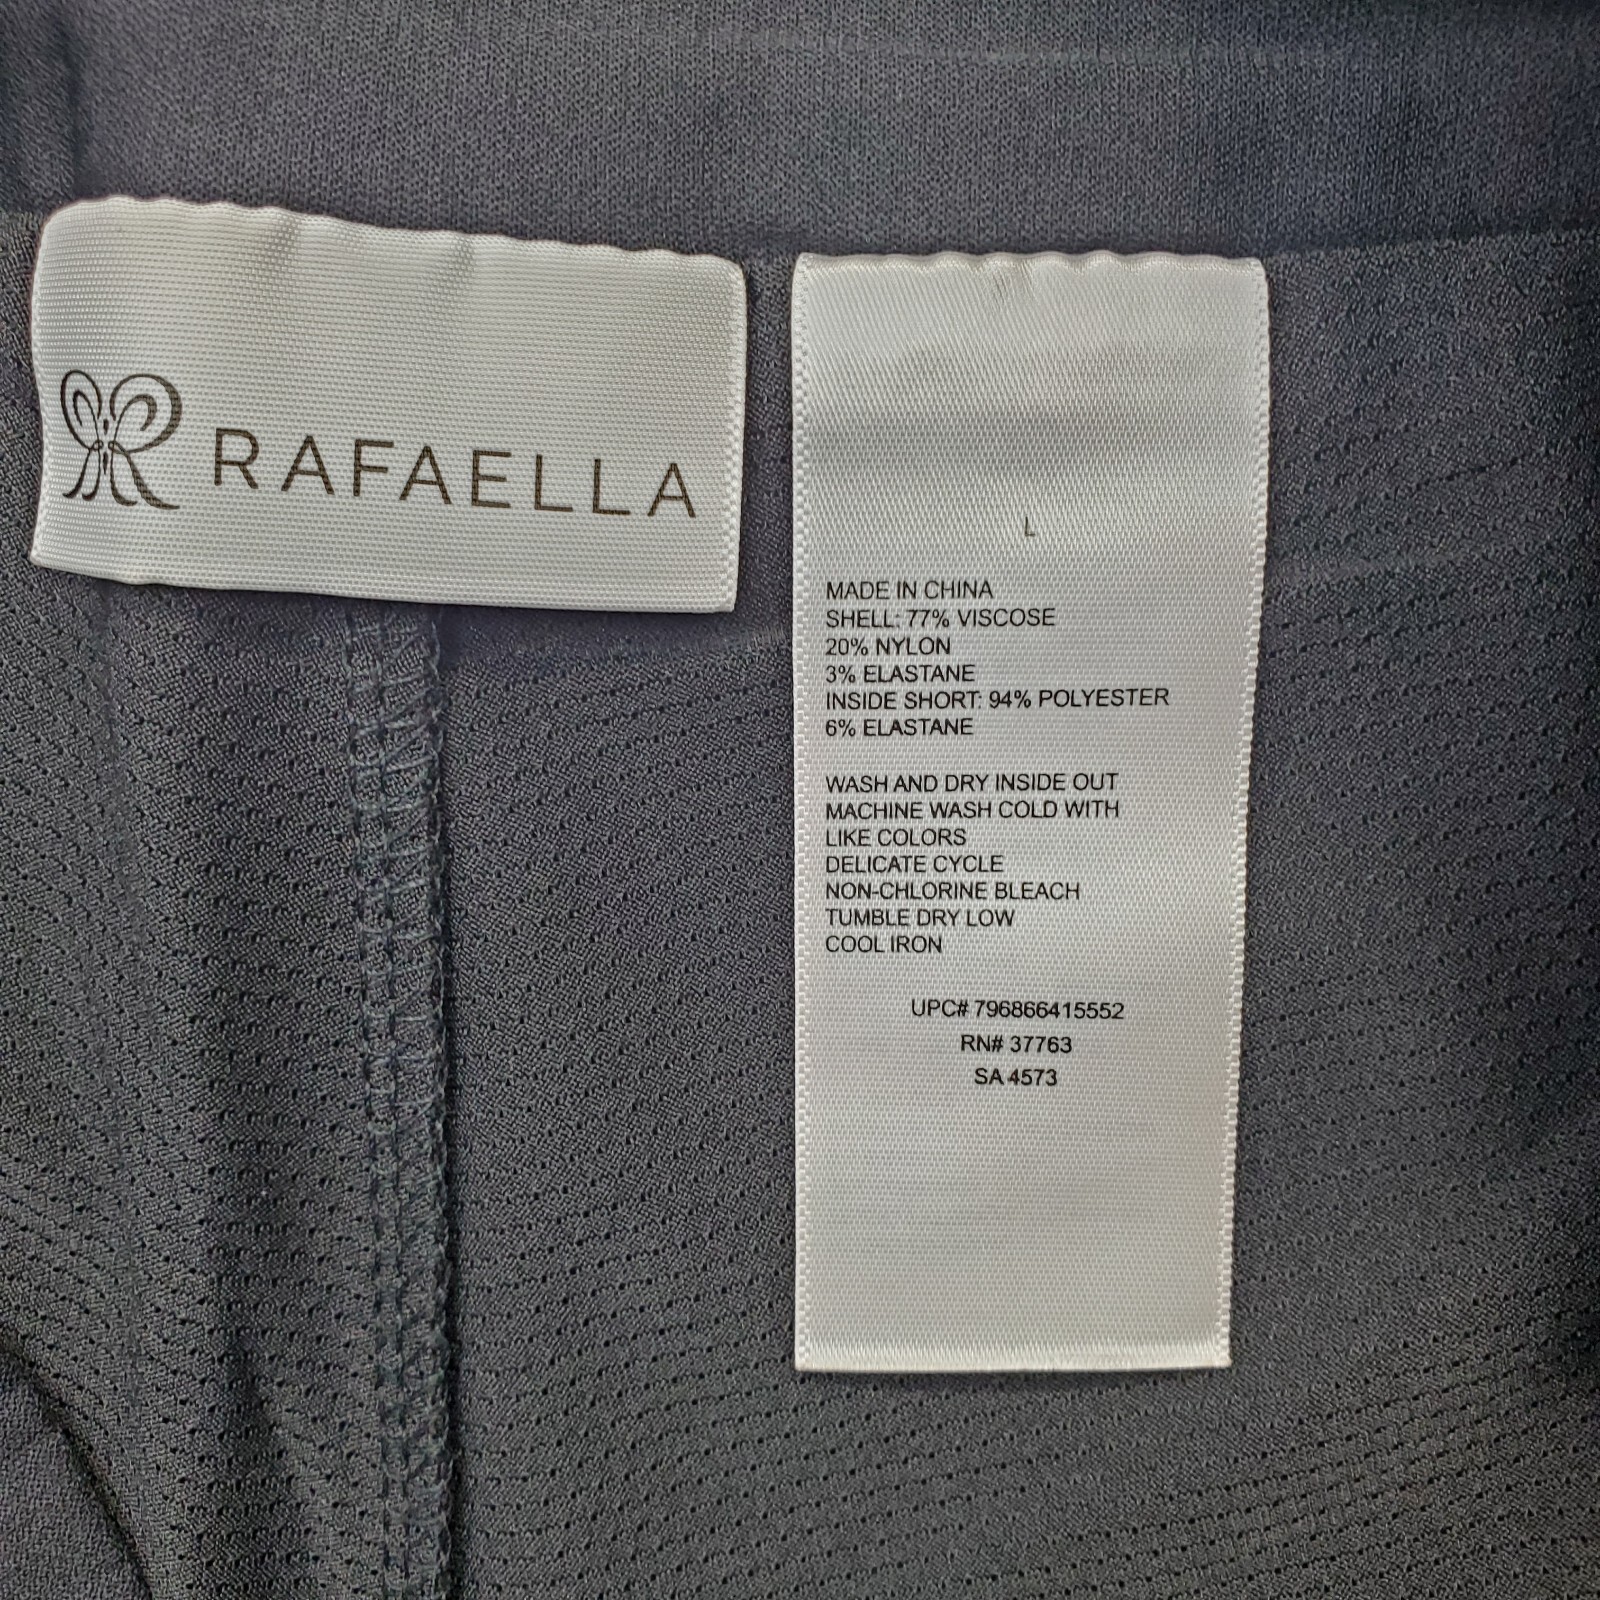 RAFAELLA
L
MADE IN CHINA
SHELL: 77% VISCOSE
20% NYLON
3% ELASTANE
INSIDE SHORT: 94% POLYESTER
6% ELASTANE
WASH AND DRY INSIDE OUT
MACHINE WASH COLD WITH
LIKE COLORS
DELICATE CYCLE
NON-CHLORINE BLEACH
TUMBLE DRY LOW
COOL IRON
UPC# 796866415552
RN# 37763
SA 4573